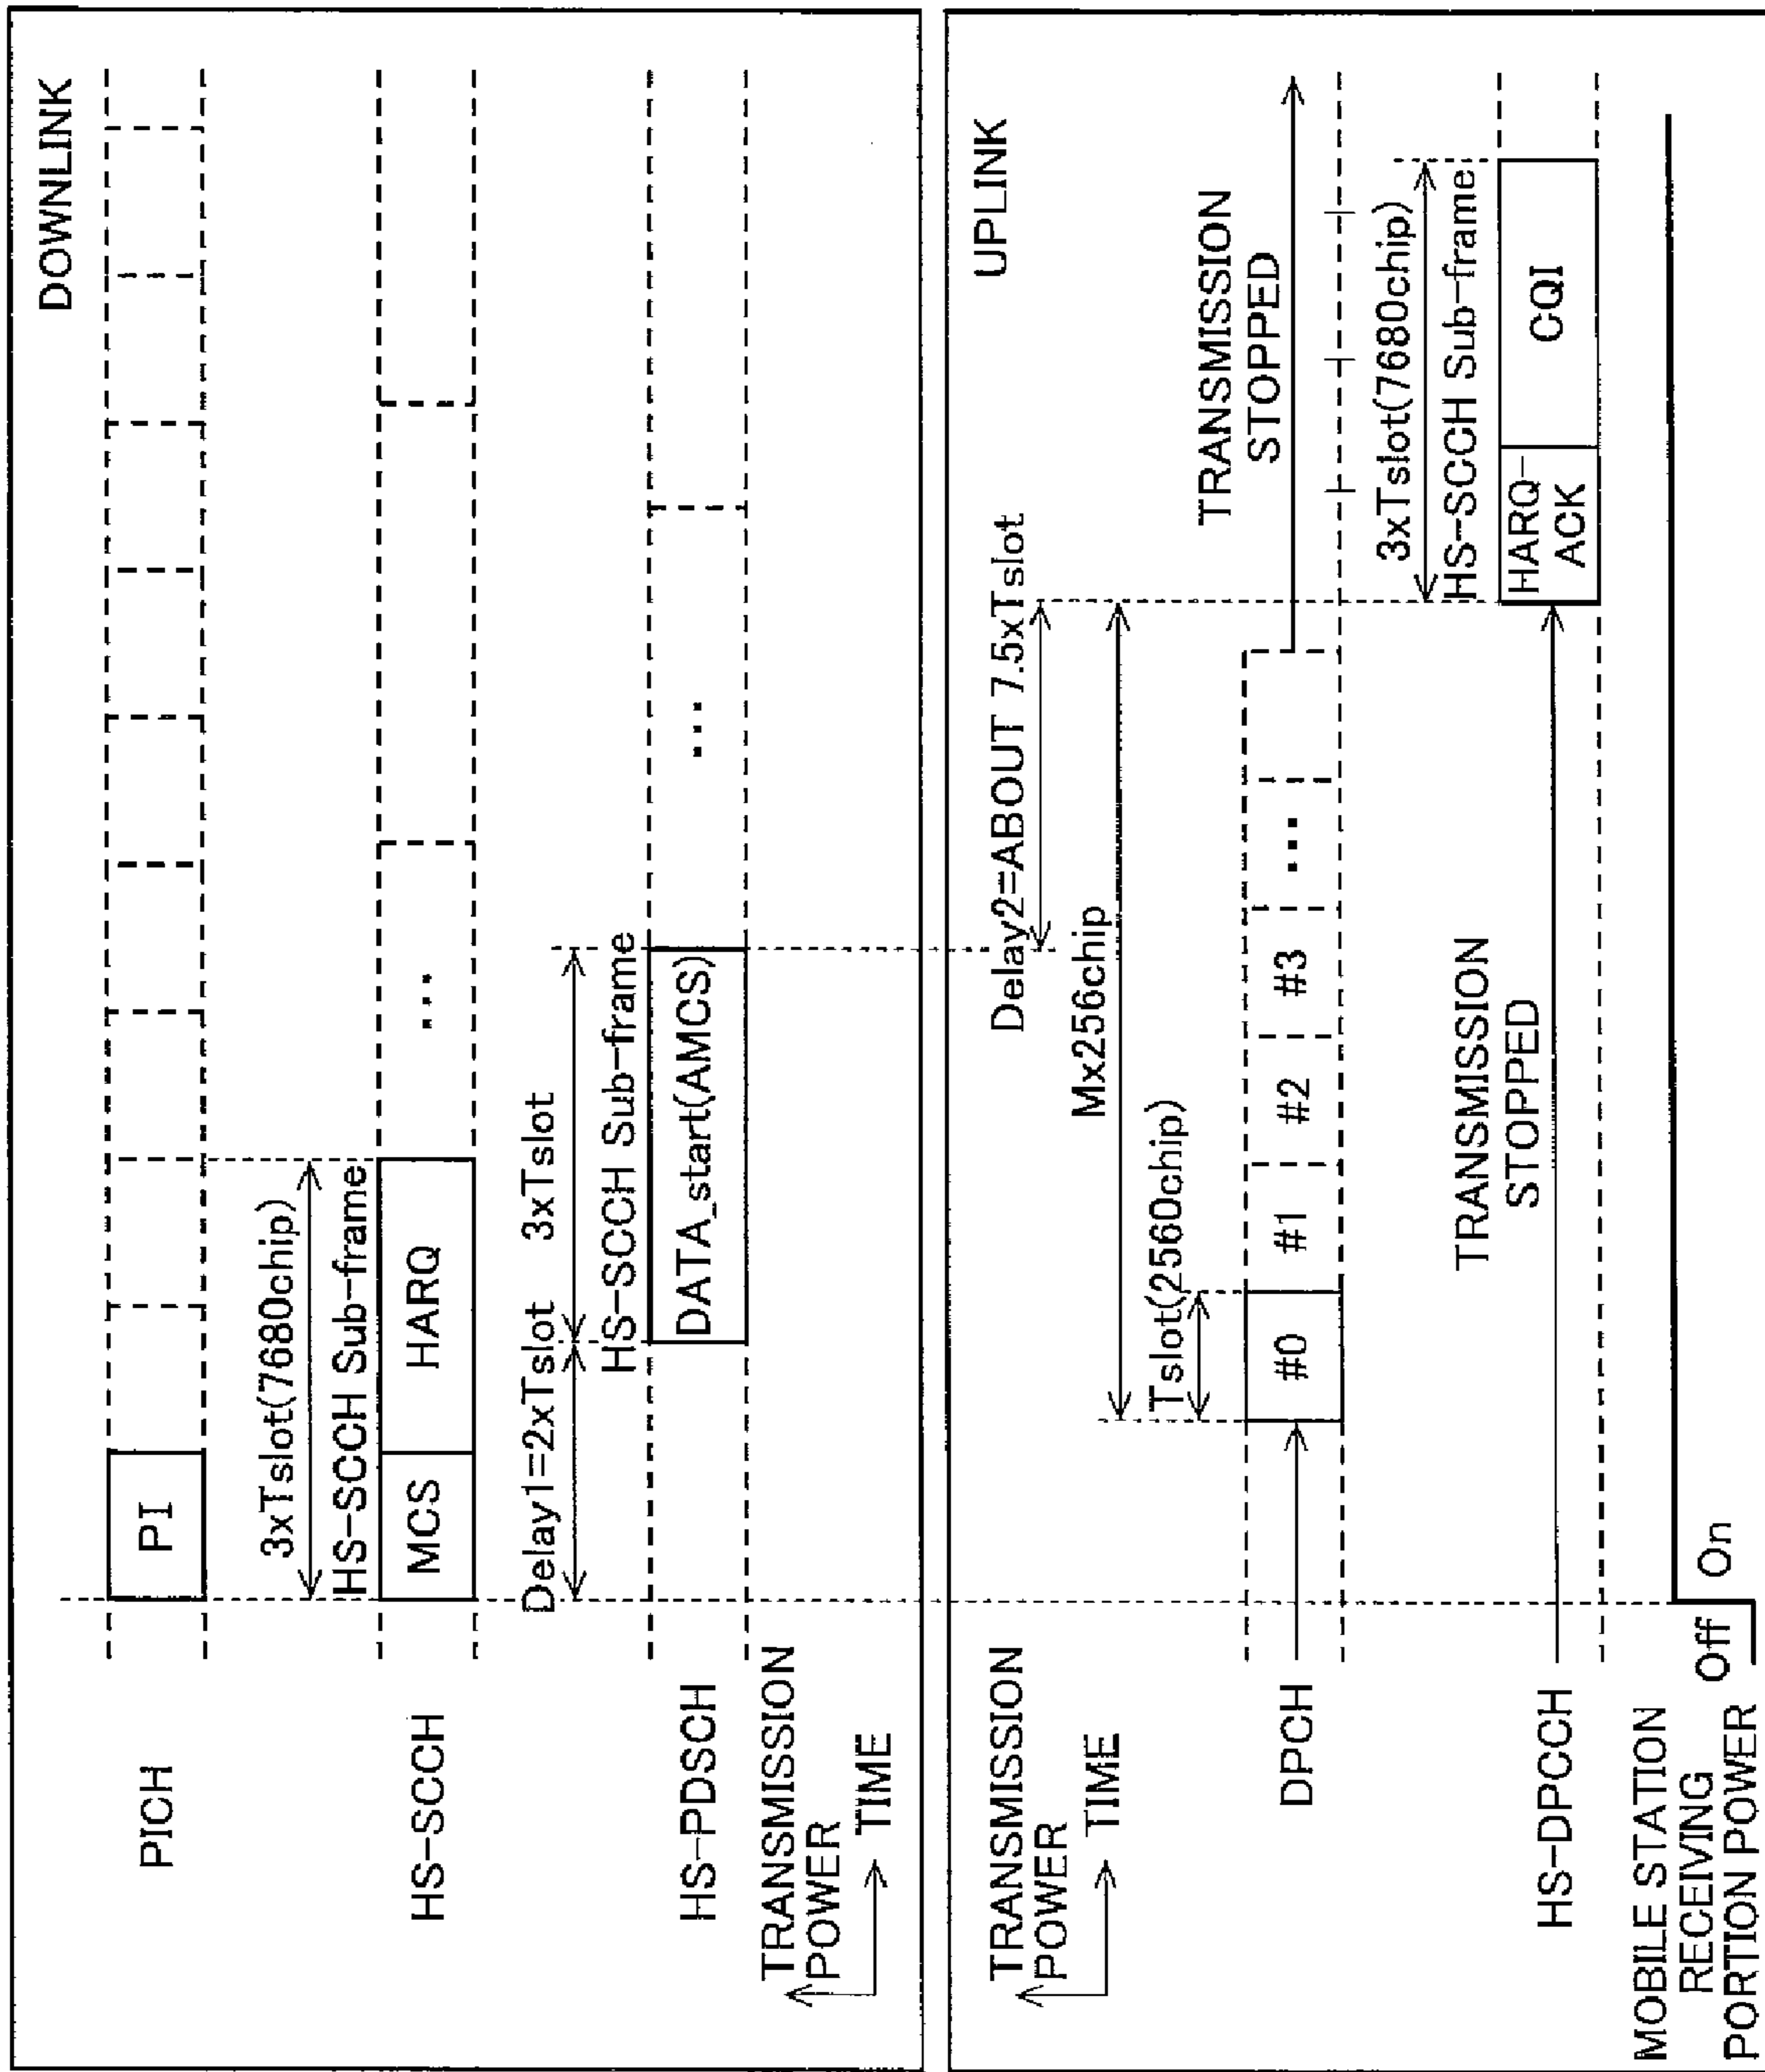 DOWNLINK
PICH
PI
3xTslot(7680chip)
HS-SCCH Sub-frame
HS-SCCH
MCS
HARQ
...
Delay1=2xTslot
3xTslot
HS-SCCH Sub-frame
HS-PDSCH
DATA_start(AMCS)
...
TRANSMISSION
POWER
TIME
UPLINK
TRANSMISSION
POWER
TIME
Delay2=ABOUT 7.5xTslot
Mx256chip
Tslot(2560chip)
TRANSMISSION
STOPPED
DPCH
#0
#1
#2
#3
...
3xTslot(7680chip)
HS-SCCH Sub-frame
TRANSMISSION
STOPPED
HS-DPCCH
HARQ-
ACK
CQI
MOBILE STATION
RECEIVING
PORTION POWER
Off
On